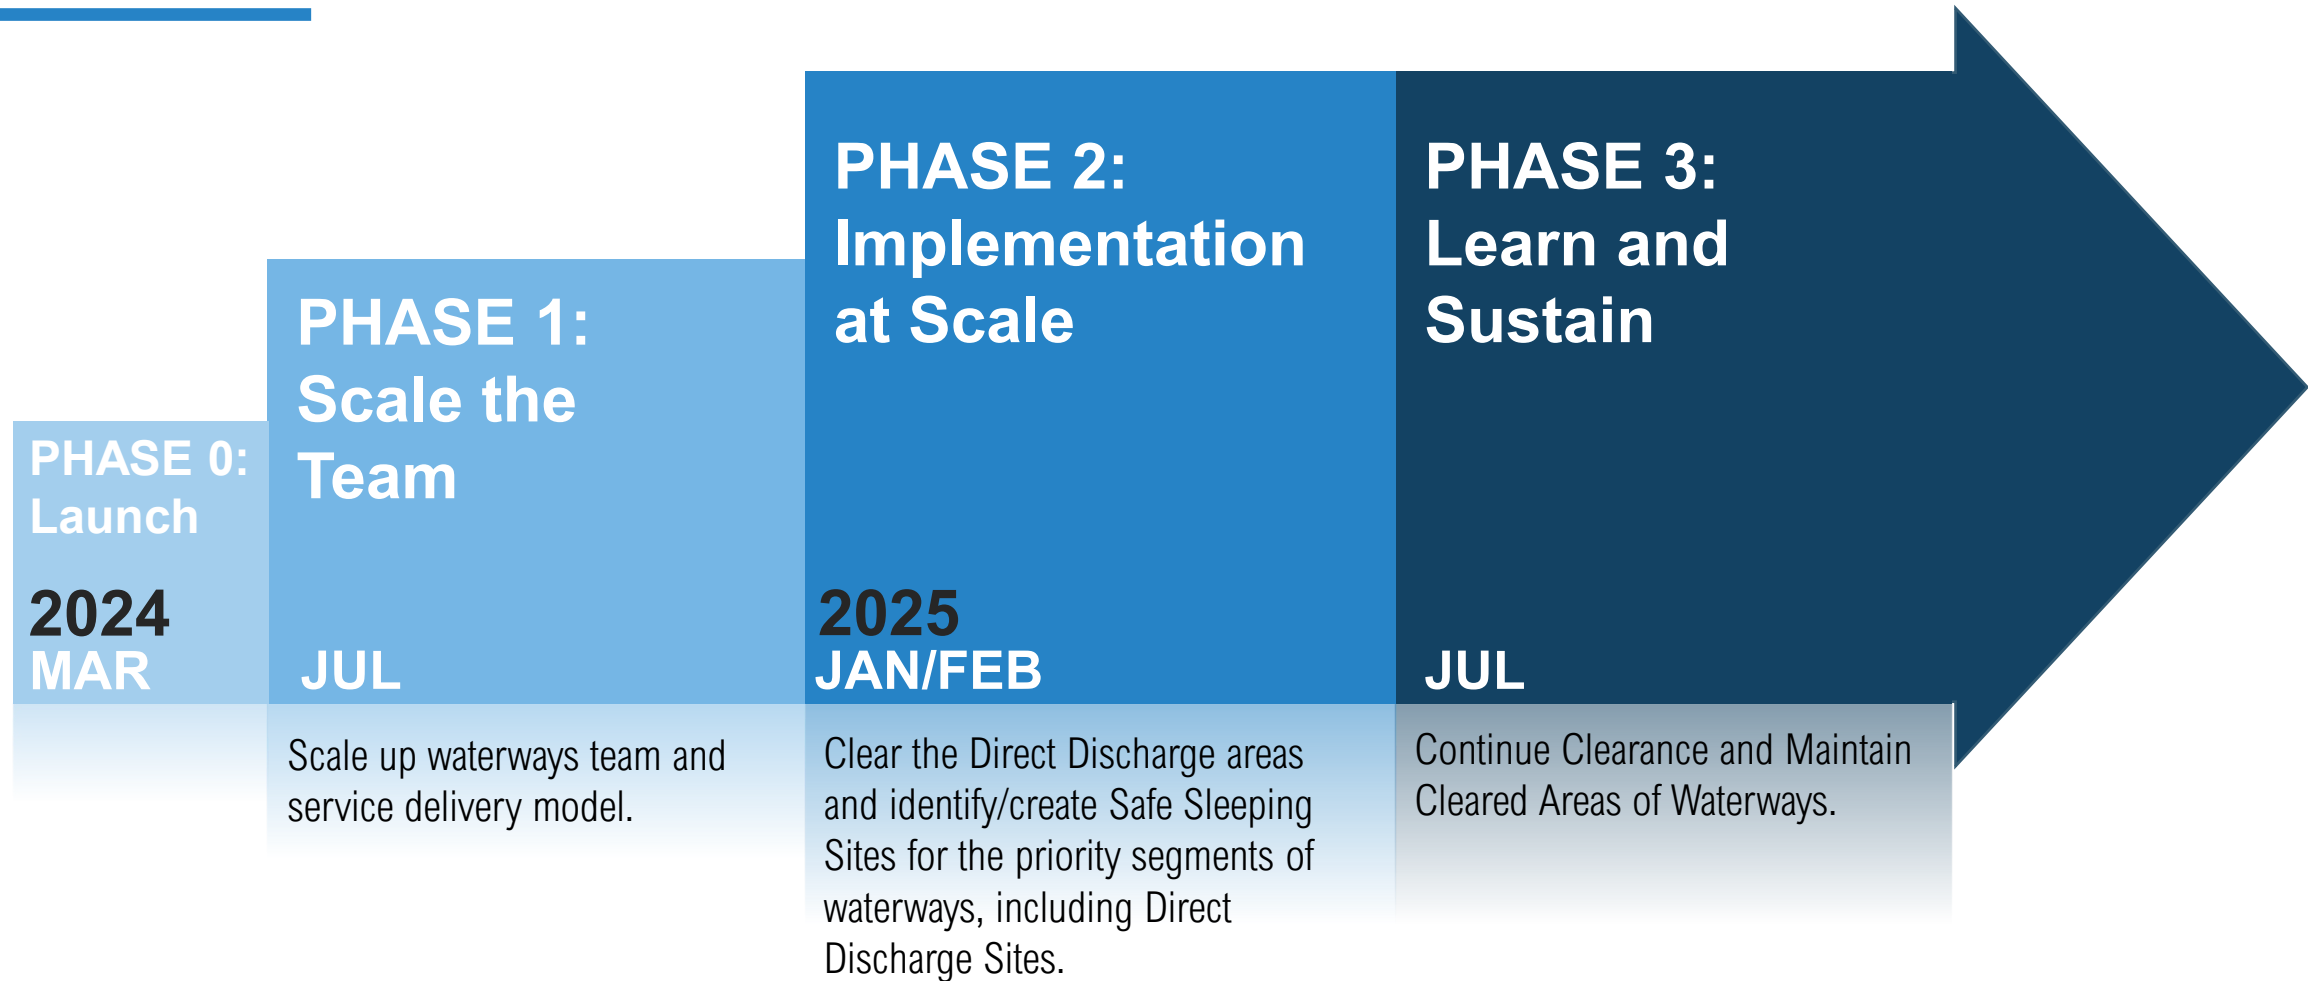 PHASE 0:
Launch
2024
MAR
PHASE 1:
Scale the
Team
JUL
Scale up waterways team and
service delivery model.
PHASE 2:
Implementation
at Scale
2025
JAN/FEB
Clear the Direct Discharge areas
and identify/create Safe Sleeping
Sites for the priority segments of
waterways, including Direct
Discharge Sites.
PHASE 3:
Learn and
Sustain
JUL
Continue Clearance and Maintain
Cleared Areas of Waterways.